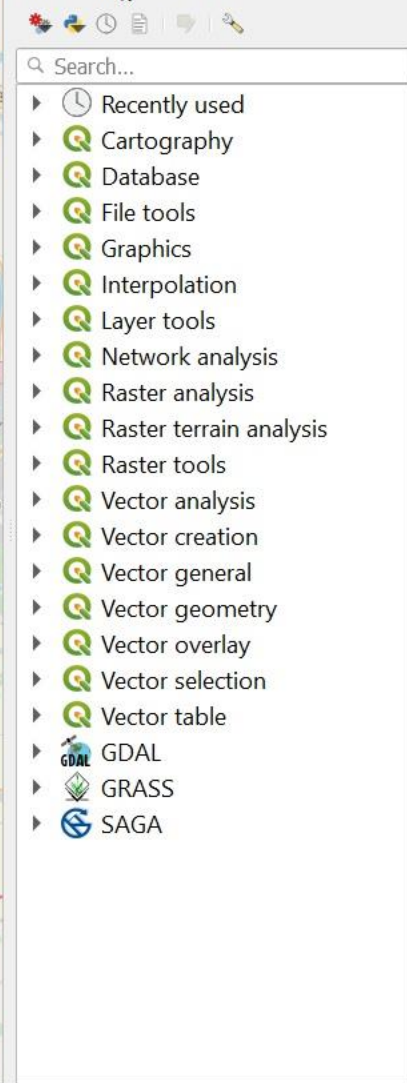 Search...
Recently used
Cartography
Database
File tools
Graphics
Interpolation
Layer tools
Network analysis
Raster analysis
Raster terrain analysis
Raster tools
Vector analysis
Vector creation
Vector general
Vector geometry
Vector overlay
Vector selection
Vector table
GDAL GDAL
GRASS
SAGA